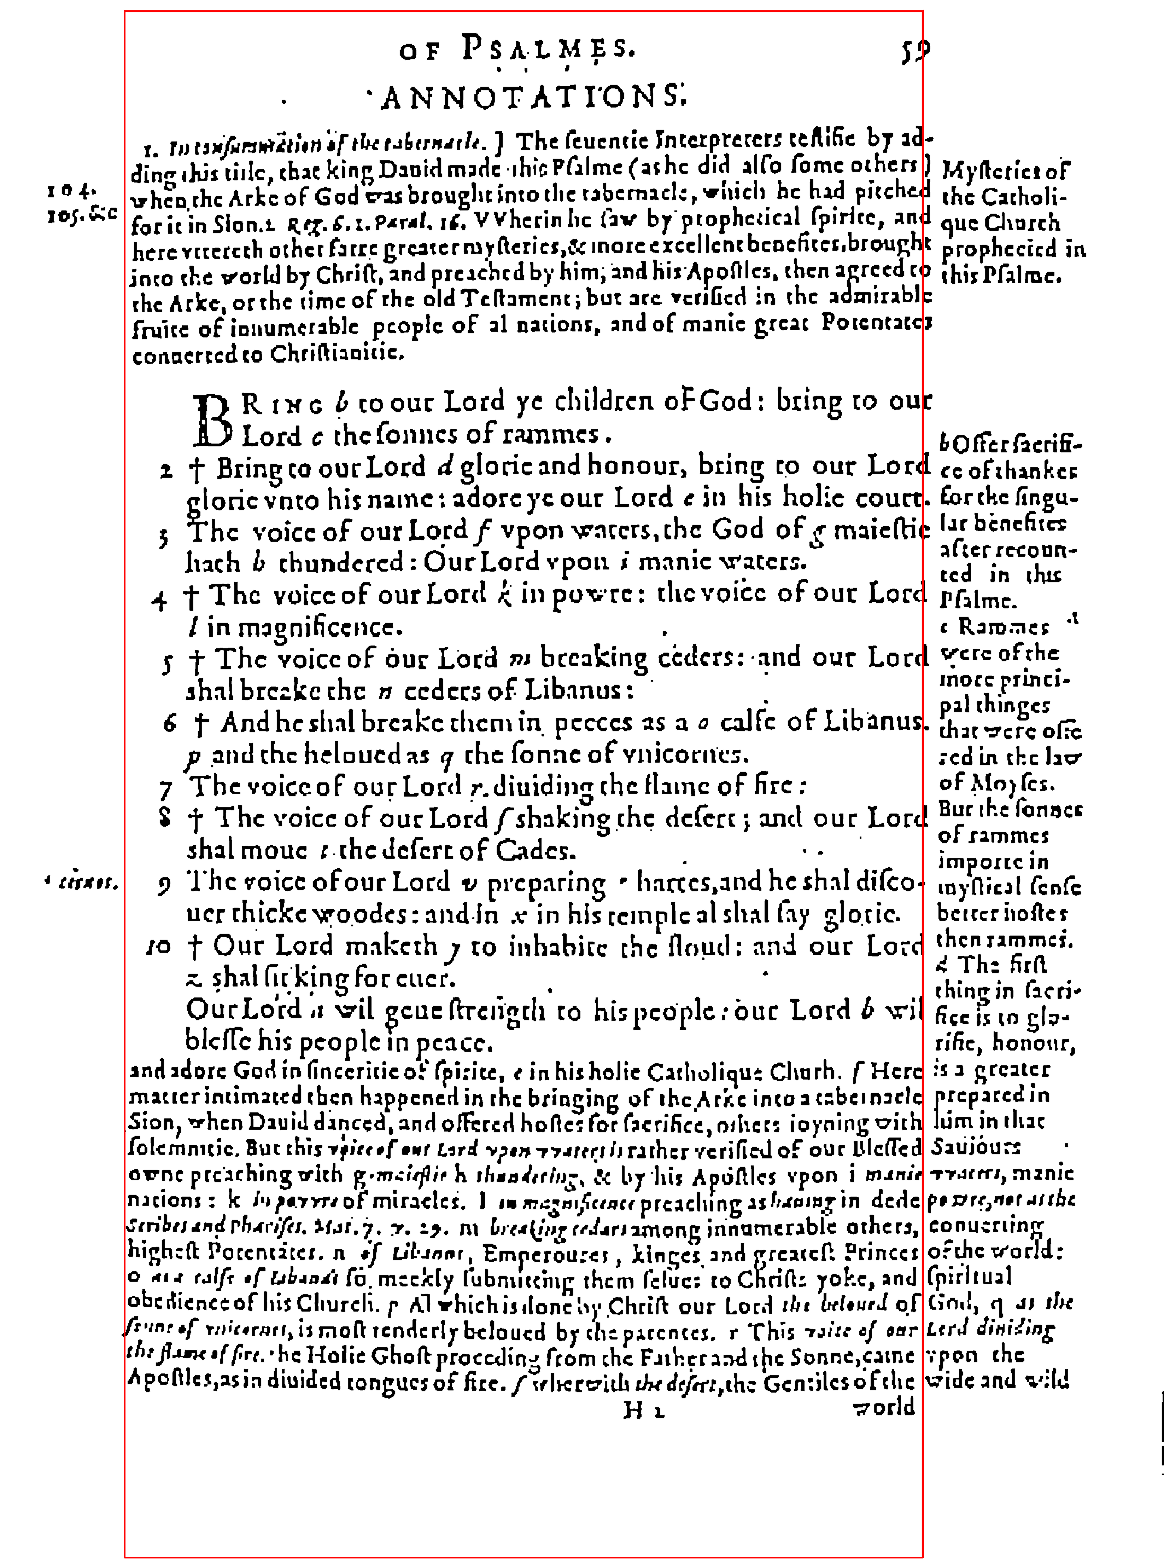 OF PSALMES. 59
ANNOTATIONS.
1. In consummation of the tabernacle. ] The seuentie Interpreters testifie by ad-
ding this title, that king Dauid made this Psalme (as he did also some others)
when the Arke of God was brought into the tabernacle, which he had pitched
for it in Sion. 2 Reg. 6. 1. Paral. 16. VVherin he saw by prophetical spirite, and
here vttereth other farre greater mysteries, & more excellent benefites, brought
into the world by Christ, and preached by him, and his Apostles, then agreed to
the Arke, or the time of the old Testament; but are verified in the admirable
fruite of innumerable people of al nations, and of manie great Potentates
conuerted to Christianitie.
104.
105. &c
Mysteries of
the Catholi-
que Church
prophecied in
this Psalme.
BRING b to our Lord ye children of God: bring to our
Lord c the sonnes of rammes.
2 † Bring to our Lord d glorie and honour, bring to our Lord
glorie vnto his name: adore ye our Lord e in his holie court.
3 The voice of our Lord f vpon waters, the God of g maiestie
hath h thundered: Our Lord vpon i manie waters.
4 † The voice of our Lord k in powre: the voice of our Lord
l in magnificence.
5 † The voice of our Lord m breaking ceders: and our Lord
shal breake the n ceders of Libanus:
6 † And he shal breake them in peeces as a o calfe of Libanus.
p and the beloued as q the sonne of vnicornes.
7 The voice of our Lord r diuiding the flame of fire:
8 † The voice of our Lord ſ shaking the desert; and our Lord
shal moue t the desert of Cades.
9 The voice of our Lord v preparing hartes, and he shal disco-
uer thicke woodes: and in x in his temple al shal say glorie.
10 † Our Lord maketh y to inhabite the floud: and our Lord
z shal sit king for euer.
Our Lord a wil geue strength to his people: our Lord b wil
blesse his people in peace.
b Offer sacrifi-
ce of thankes
for the singu-
lar benefites
after recoun-
ted in this
Psalme.
c Rammes
were of the
more princi-
pal thinges
that were offe
red in the law
of Moyses.
But the sonnes
of rammes
importe in
mystical sense
better hostes
then rammes.
d The first
thing in sacri-
fice is to glo-
rifie, honour,
and adore God in sinceritie of spirite, e in his holie Catholique Church. f Here is a greater
matter intimated then happened in the bringing of the Arke into a tabernacle prepared in
Sion, when Dauid danced, and offered hostes for sacrifice, others ioyning with him in that
solemnitie. But this voice of our Lord vpon waters is rather verified of our Blessed Sauiours
owne preaching with g maiestie h thundering, & by his Apostles vpon i manie waters, manie
nations: k In powre of miracles. l in magnificence preaching as hauing in dede powre, not as the
Scribes and Pharises. Mat. 7. v. 29. m breaking cedars among innumerable others, conuerting
highest Potentates. n of Libanus, Emperoures, kinges and greatest Princes of the world:
o as a calfe of Libanus so meekly submitting them selues to Christs yoke, and spiritual
obedience of his Church. p Al which is done by Christ our Lord the beloued of God, q as the
sonne of vnicornes, is most tenderly beloued by the parentes. r This voice of our Lord diuiding
the flame of fire. he Holie Ghost proceding from the Father and the Sonne, came vpon the
Apostles, as in diuided tongues of fire. ſ wherwith the desert, the Gentiles of the wide and wild
H 2 world